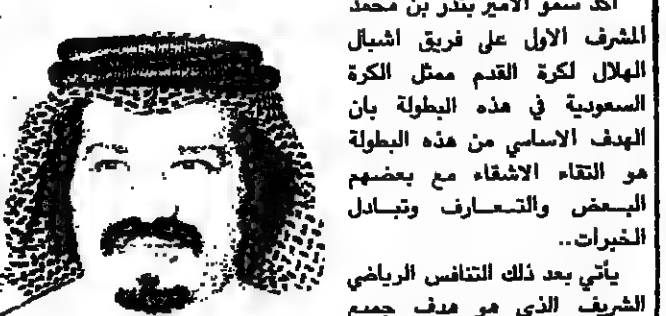 اكد سمو الامير بندر بن محمد
المشرف الاول على فريق اشبال
الهلال لكرة القدم ممثل الكرة
السعودية في هذه البطولة بان
الهدف الاساسي من هذه البطولة
هو التقاء الاشقاء مع بعضهم
البعض والتعارف وتبادل
الخبرات..
يأتي بعد ذلك التنافس الرياضي
الشريف الذي هو هدف جميع